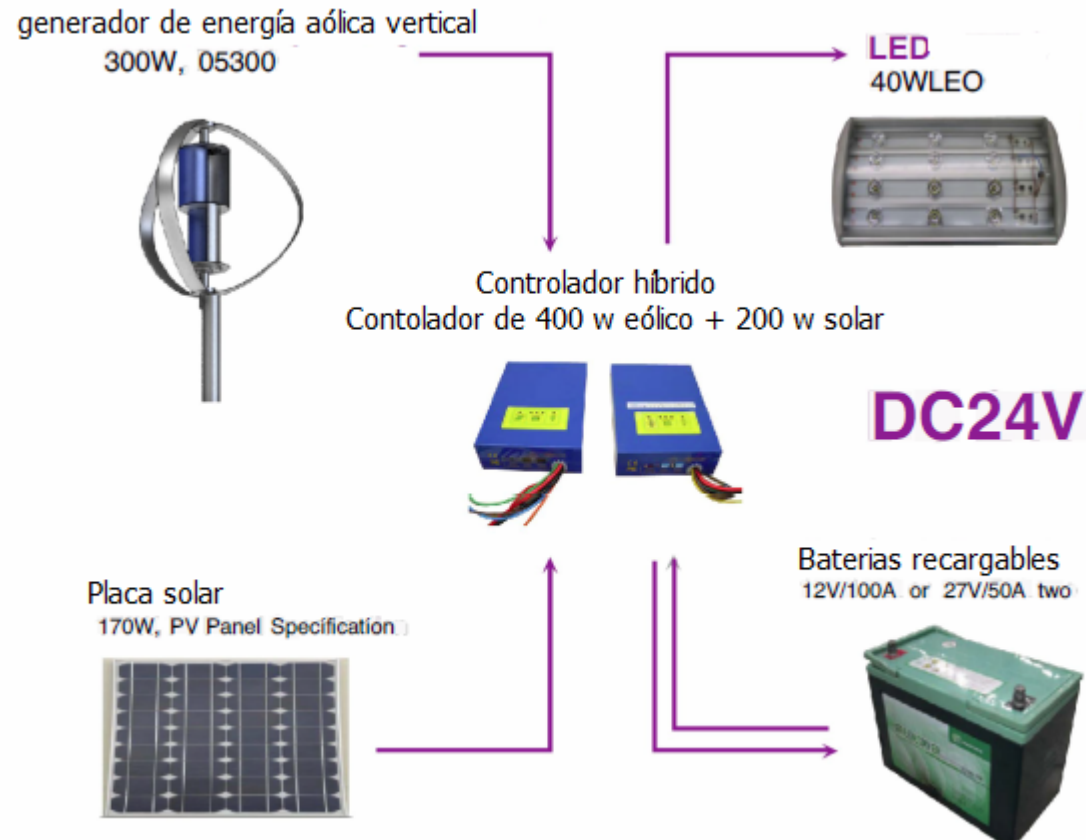 generador de energía aólica vertical
300W, 05300
LED
40WLEO
Controlador híbrido
Contolador de 400 w eólico + 200 w solar
DC24V
Placa solar
170W, PV Panel Specification
Baterias recargables
12V/100A or 27V/50A two